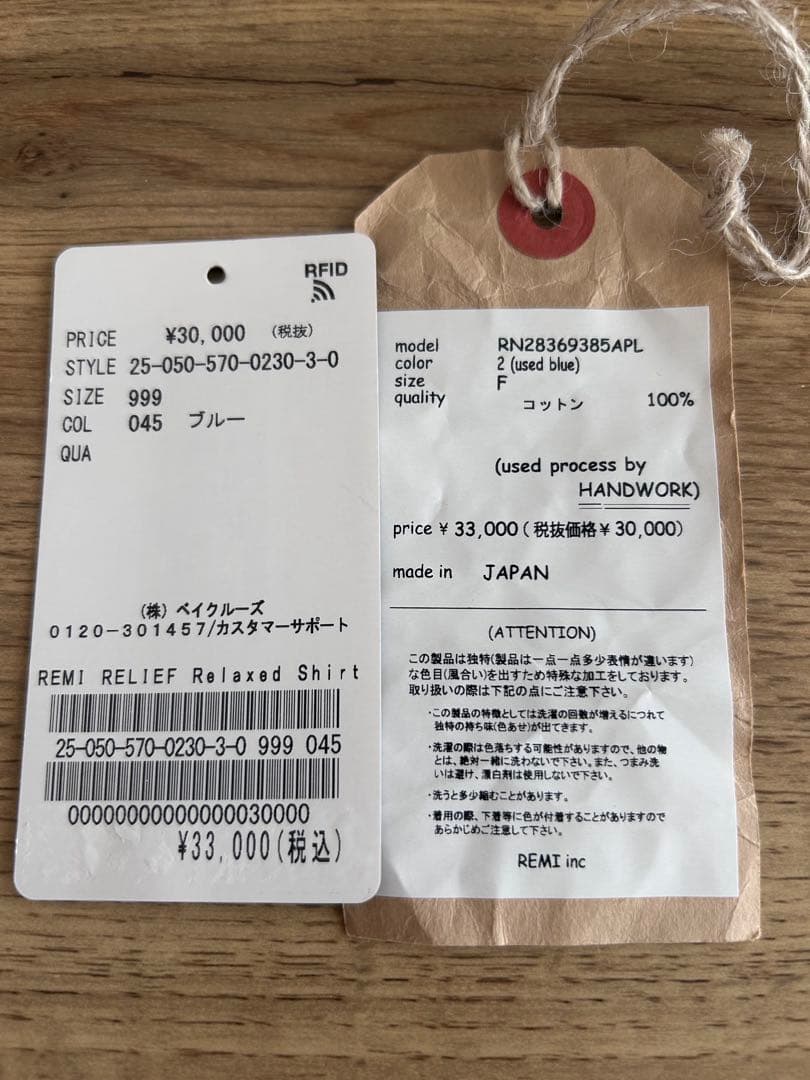 RFID
PRICE ¥30,000 (税抜)
STYLE 25-050-570-0230-3-0
SIZE 999
COL 045 ブルー
QUA
(株) ベイクルーズ
0120-301457/カスタマーサポート
REMI RELIEF Relaxed Shirt
25-050-570-0230-3-0 999 045
00000000000000030000
¥33,000(税込)
model RN28369385APL
color 2 (used blue)
size F
quality コットン 100%
(used process by
HANDWORK)
price ¥ 33,000 (税抜価格¥30,000)
made in JAPAN
(ATTENTION)
この製品は独特(製品は一点一点多少表情が違います)
な色目(風合い)を出すため特殊な加工をしております。
取り扱いの際は下記の点にご注意下さい。
・この製品の特徴としては洗濯の回数が増えるにつれて
独特の持ち味(色あせ)が出てきます。
・洗濯の際は色落ちする可能性がありますので、他の物
とは、絶対一緒に洗わないで下さい。また、つまみ洗
いは避け、漂白剤は使用しないで下さい。
・洗うと多少縮むことがあります。
・着用の際、下着等に色が付着することがありますので
あらかじめご注意して下さい。
REMI inc